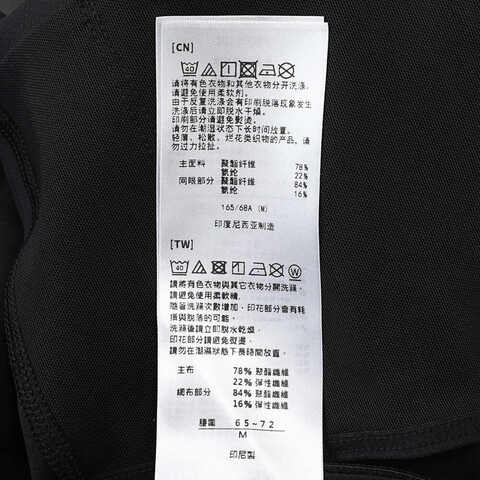 [CN]
40
请将有色衣物和其他衣物分开洗涤,
请避免使用柔软剂。
由于反复洗涤会有印刷脱落现象发生
洗涤后请立即脱水干燥。
印刷部分请避免熨烫。
请勿在潮湿状态下长时间放置。
轻薄、松散、烂花类织物的产品, 请
勿过力拉扯。
主面料 聚酯纤维 78%
氨纶 22%
网眼部分 聚酯纤维 84%
氨纶 16%
165/68A (M)
印度尼西亚制造
[TW]
40 W
請將有色衣物與其它衣物分開洗滌。
請避免使用柔軟精。
隨著洗滌次數增加, 印花部分會有耗
損與脫落的可能。
洗滌後請立即脫水乾燥。
印花部分請避免熨燙。
請勿在潮濕狀態下長時間放置。
主布 78% 聚酯纖維
22% 彈性纖維
網布部分 84% 聚酯纖維
16% 彈性纖維
腰圍 65~72
M
印尼製